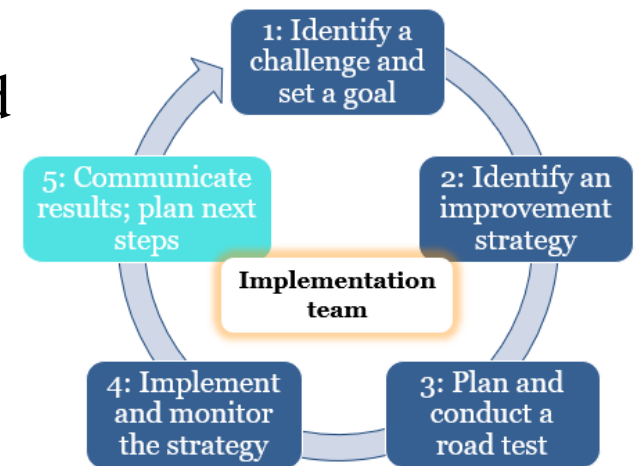 d
1: Identify a
challenge and
set a goal
2: Identify an
improvement
strategy
3: Plan and
conduct a
road test
4: Implement
and monitor
the strategy
5: Communicate
results; plan next
steps
Implementation
team